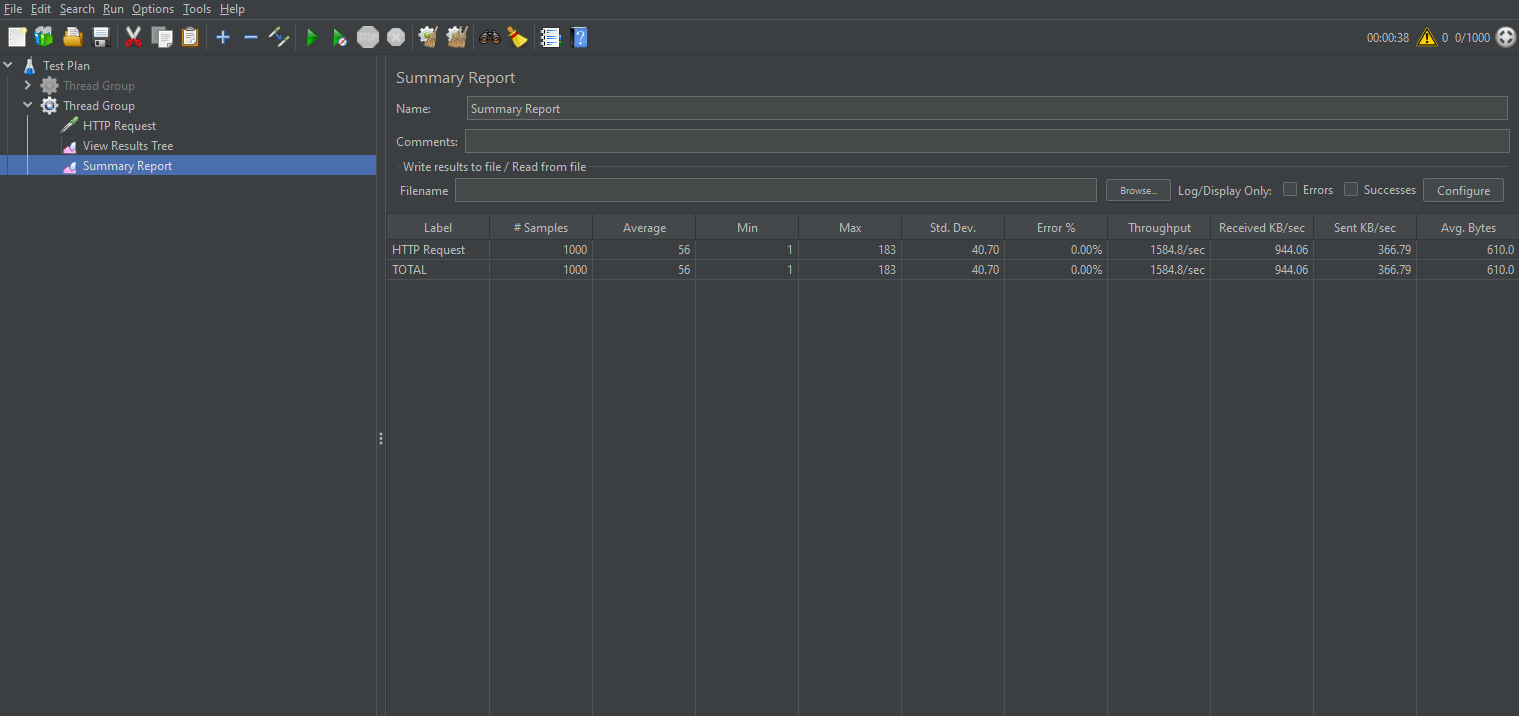 File Edit Search Run Options Tools Help
00:00:38 0 0/1000
Test Plan
Thread Group
Thread Group
HTTP Request
View Results Tree
Summary Report
Summary Report
Name: Summary Report
Comments:
Write results to file / Read from file
Filename Browse... Log/Display Only: Errors Successes Configure
Label # Samples Average Min Max Std. Dev. Error % Throughput Received KB/sec Sent KB/sec Avg. Bytes
HTTP Request 1000 56 1 183 40.70 0.00% 1584.8/sec 944.06 366.79 610.0
TOTAL 1000 56 1 183 40.70 0.00% 1584.8/sec 944.06 366.79 610.0